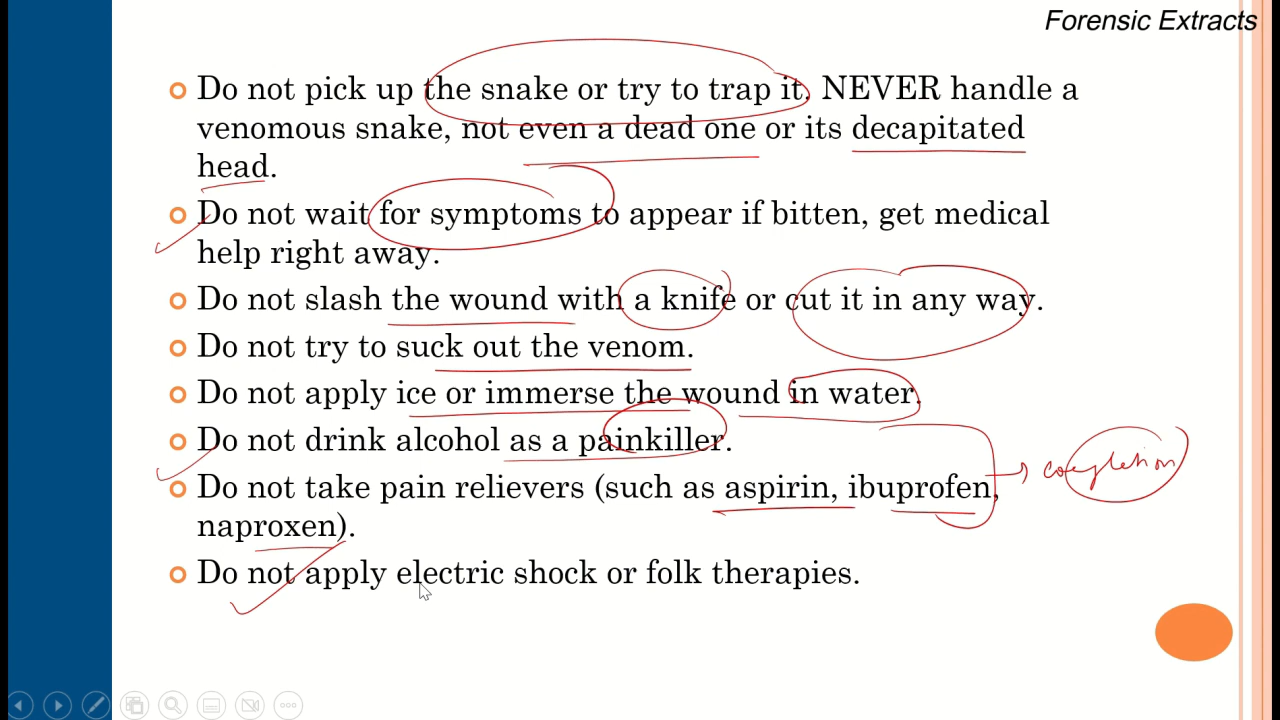 Forensic Extracts
Do not pick up the snake or try to trap it. NEVER handle a
venomous snake, not even a dead one or its decapitated
head.
Do not wait for symptoms to appear if bitten, get medical
help right away.
Do not slash the wound with a knife or cut it in any way.
Do not try to suck out the venom.
Do not apply ice or immerse the wound in water.
Do not drink alcohol as a painkiller.
Do not take pain relievers (such as aspirin, ibuprofen,
naproxen).
Do not apply electric shock or folk therapies.